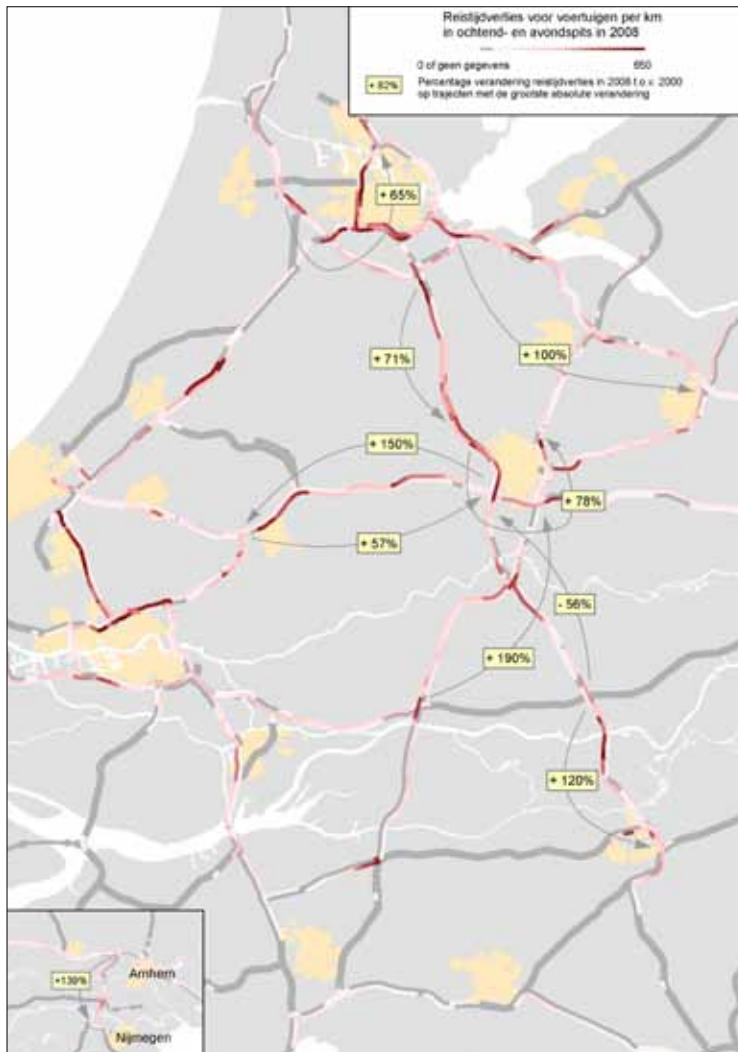 Reistijdverties voor voertuigen per km
in ochtend- en avondspits in 2008
0 of geen gegevens 650
+ 82% Percentage verandering reistijdverties in 2008 t.o.v. 2000
op trajecten met de grootste absolute verandering
+ 65%
+ 71%
+ 100%
+ 150%
+ 78%
+ 57%
- 56%
+ 190%
+ 120%
+139%
Arnhem
Nijmegen